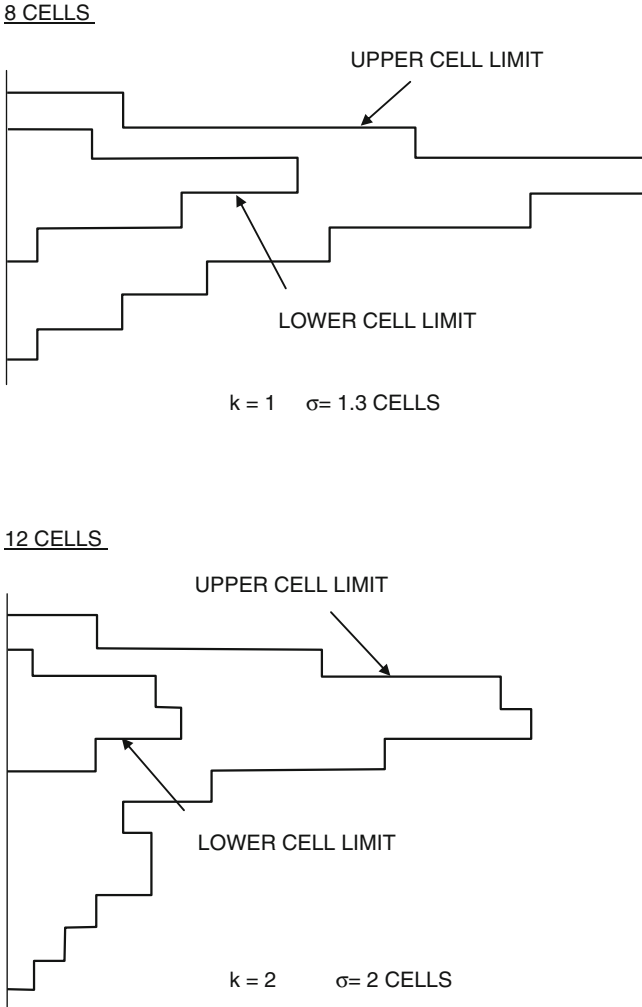 8 CELLS
UPPER CELL LIMIT
LOWER CELL LIMIT
k = 1 σ= 1.3 CELLS
12 CELLS
UPPER CELL LIMIT
LOWER CELL LIMIT
k = 2 σ= 2 CELLS